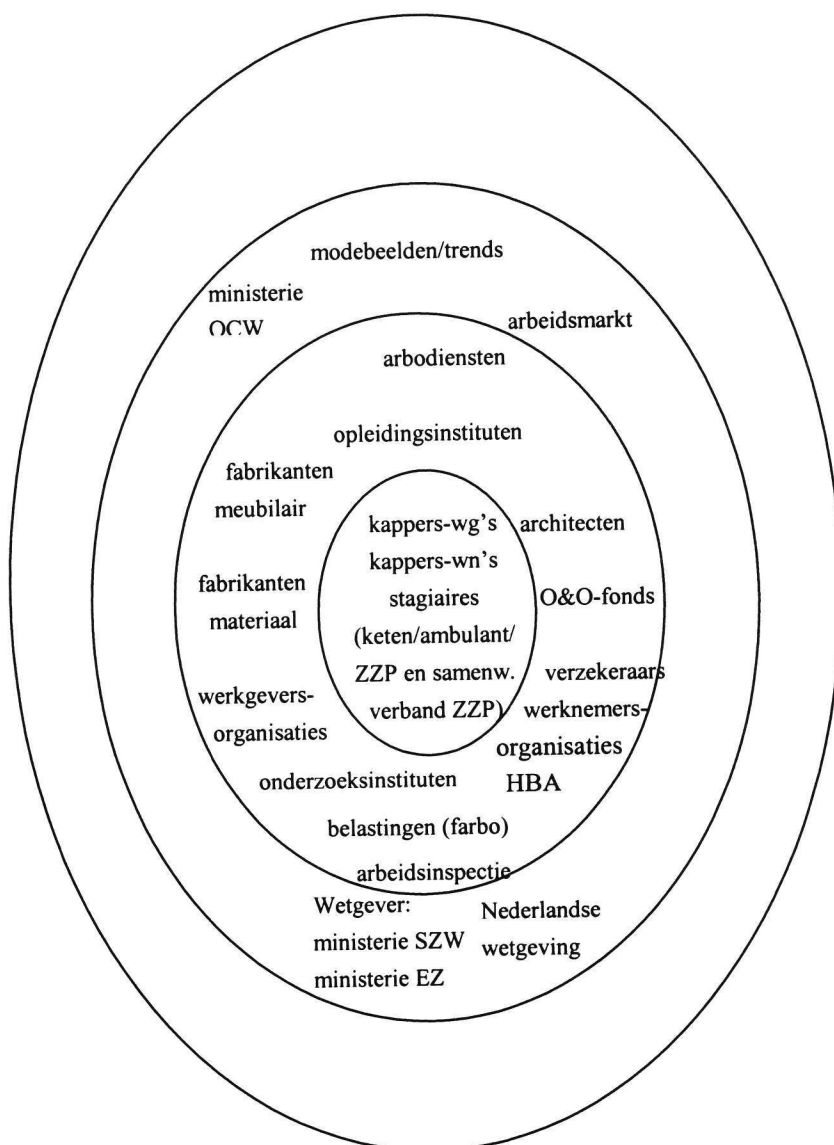 modebeelden/trends
ministerie
OCW
arbeidsmarkt
arbodiensten
opleidingsinstituten
fabrikanten
meubilair
kappers-wg's
architecten
kappers-wn's
fabrikanten
materiaal
stagiaires
O&O-fonds
(keten/ambulant/
ZZP en samenw.
verzekeraars
werkgevers-
organisaties
verband ZZP)
werknemers-
organisaties
onderzoeksinstituten
HBA
belastingen (farbo)
arbeidsinspectie
Wetgever:
ministerie SZW
ministerie EZ
Nederlandse
wetgeving